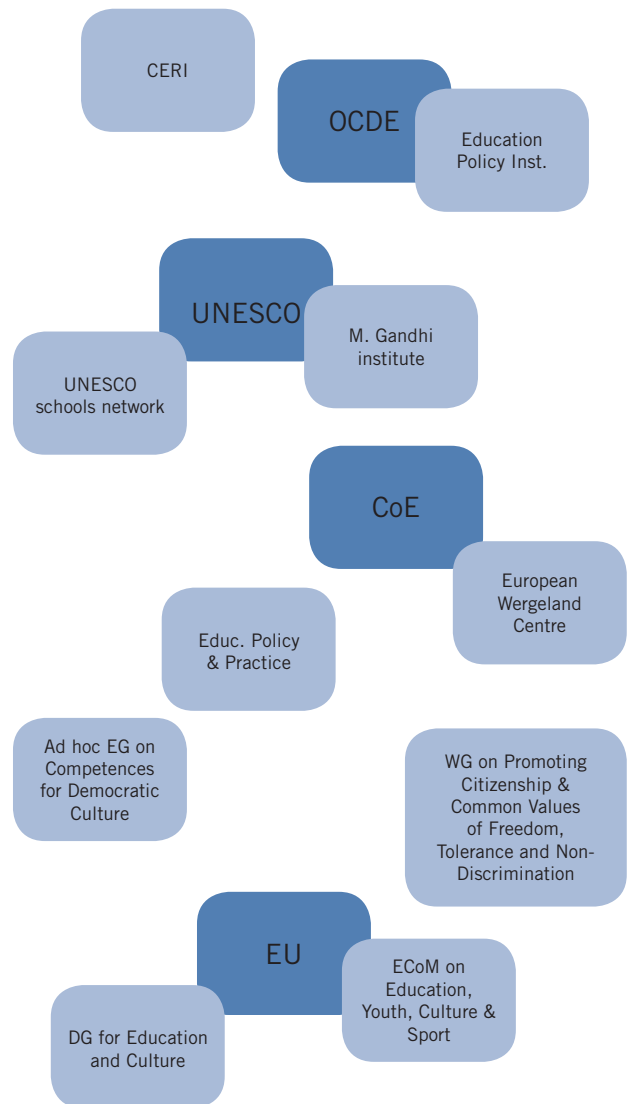 CERI
OCDE
Education
Policy Inst.
UNESCO
M. Gandhi
institute
UNESCO
schools network
CoE
European
Wergeland
Centre
Educ. Policy
& Practice
Ad hoc EG on
Competences
for Democratic
Culture
WG on Promoting
Citizenship &
Common Values
of Freedom,
Tolerance and Non-
Discrimination
EU
ECoM on
Education,
Youth, Culture &
Sport
DG for Education
and Culture